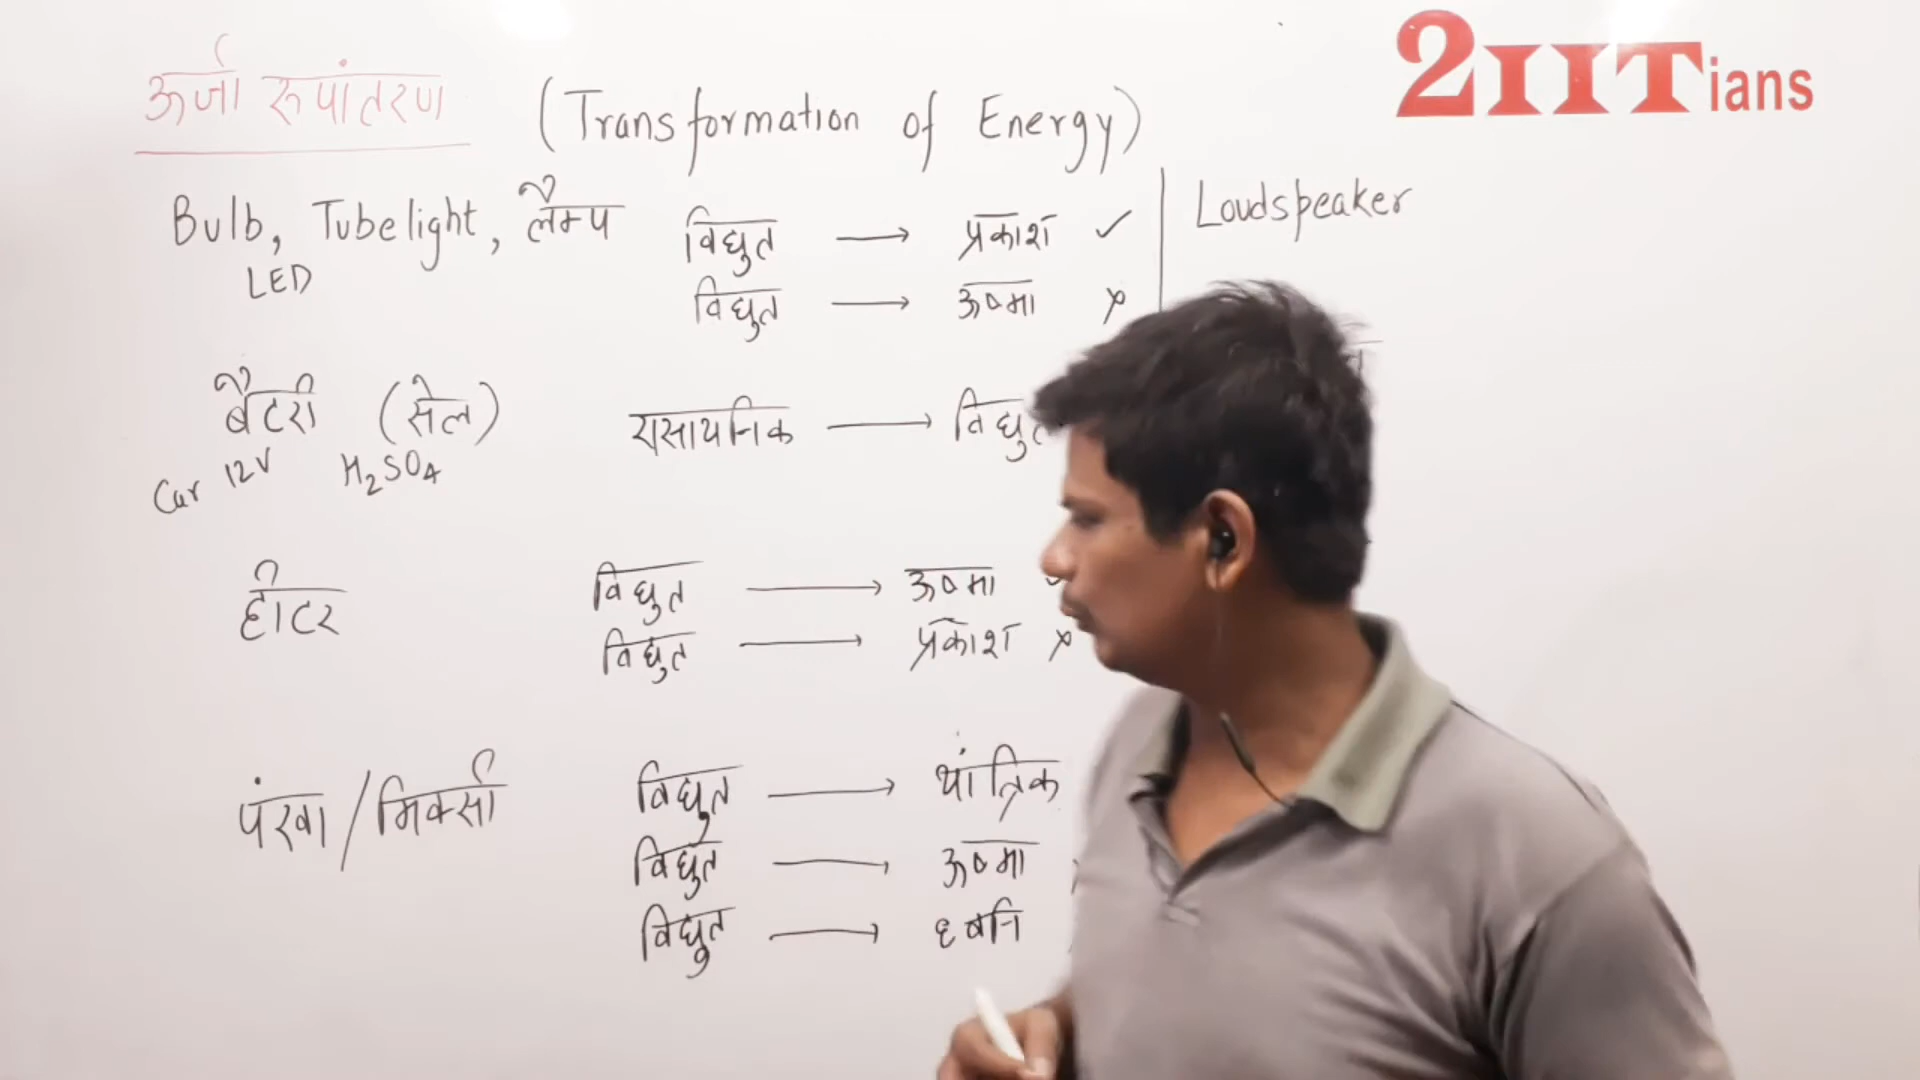 ऊर्जा रूपांतरण (Transformation of Energy)
2IITians
Bulb, Tubelight, लैम्प
LED
विद्युत → प्रकाश ✓
विद्युत → ऊष्मा ×
Loudspeaker
बैटरी (सेल)
Car 12V H₂SO₄
रासायनिक → विद्युत
हीटर
विद्युत → ऊष्मा ✓
विद्युत → प्रकाश ×
पंखा / मिक्सी
विद्युत → यांत्रिक
विद्युत → ऊष्मा
विद्युत → ध्वनि